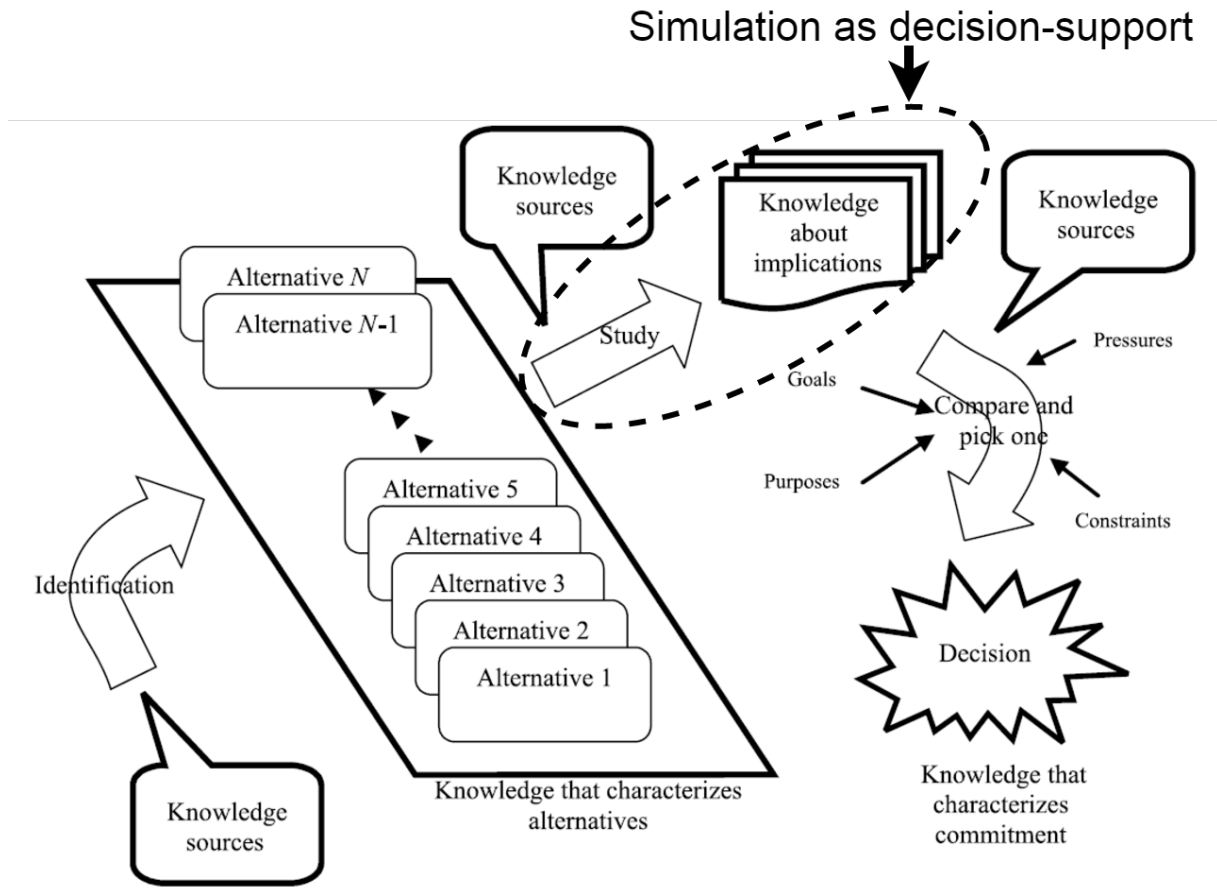 Simulation as decision-support
Knowledge
sources
Knowledge
about
implications
Knowledge
sources
Alternative N
Alternative N-1
Study
Pressures
Goals
Compare and
pick one
Purposes
Constraints
Alternative 5
Alternative 4
Alternative 3
Alternative 2
Alternative 1
Identification
Decision
Knowledge that characterizes
alternatives
Knowledge that
characterizes
commitment
Knowledge
sources